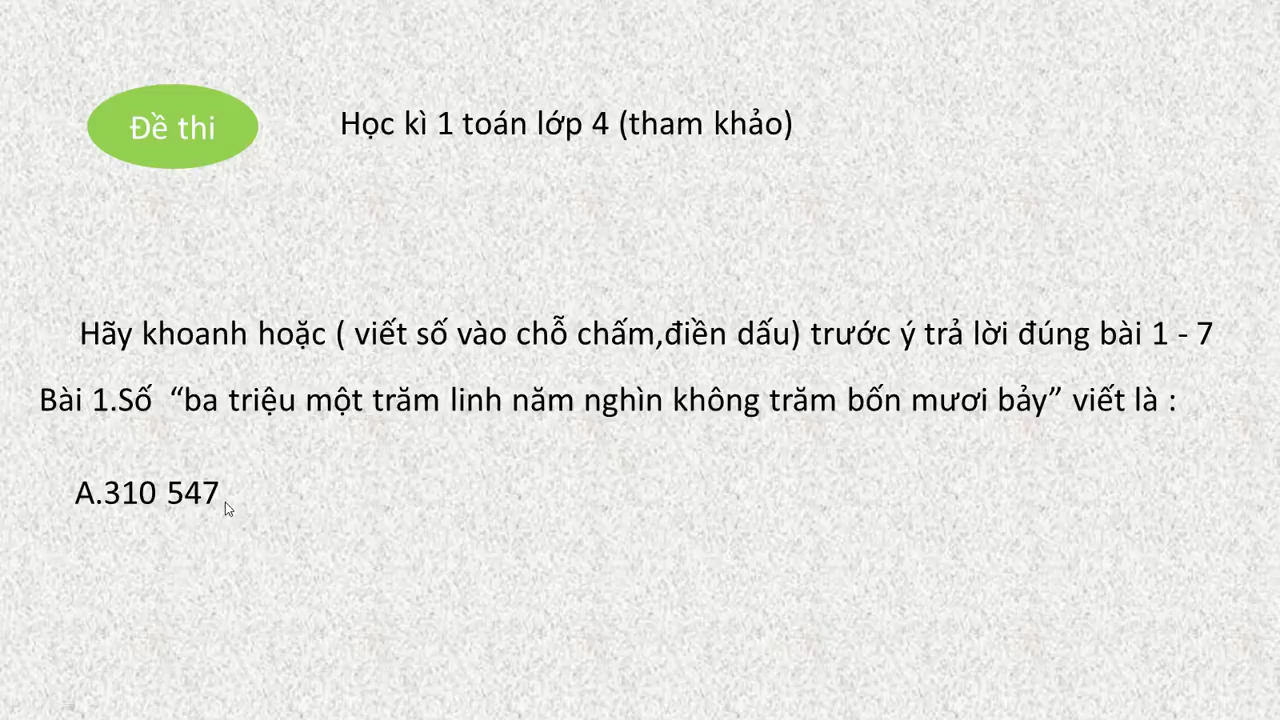 Đề thi
Học kì 1 toán lớp 4 (tham khảo)
Hãy khoanh hoặc ( viết số vào chỗ chấm,điền dấu) trước ý trả lời đúng bài 1 - 7
Bài 1.Số “ba triệu một trăm linh năm nghìn không trăm bốn mươi bảy” viết là :
A.310 547